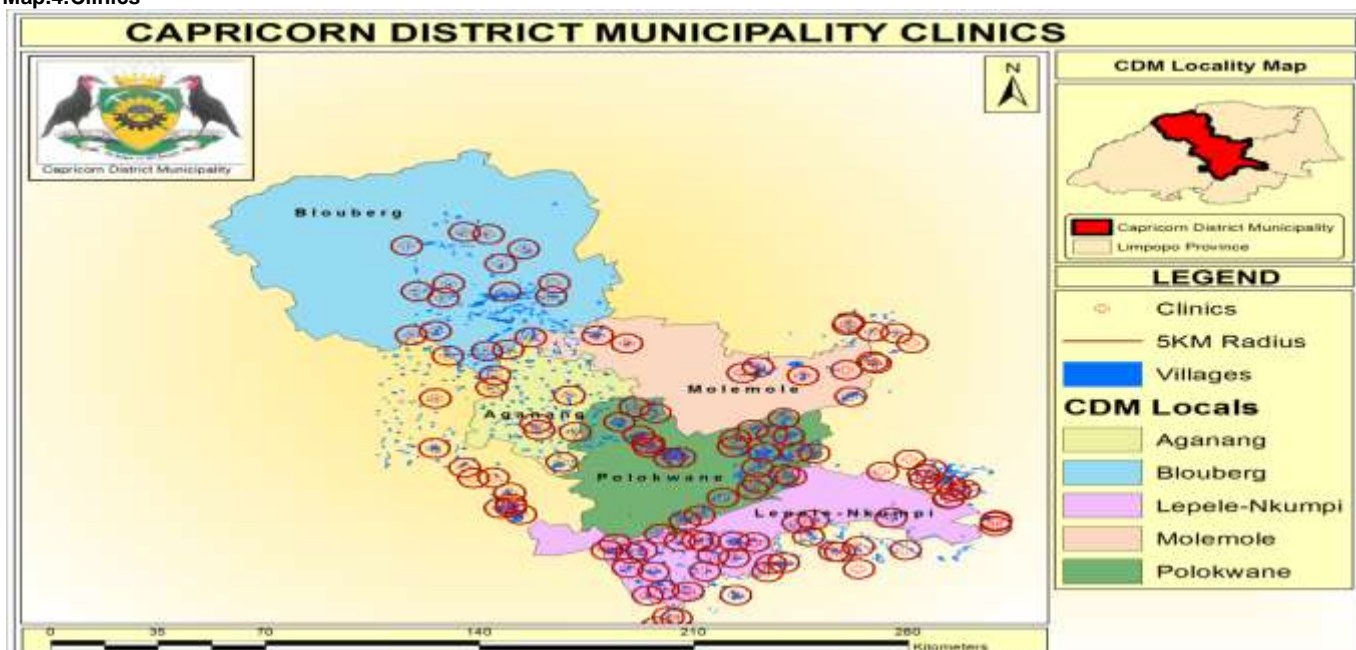 Map.4.Clinics
CAPRICORN DISTRICT MUNICIPALITY CLINICS
Capricorn District Municipality
N
Blouberg
Molemole
Aganang
Polokwane
Lepele-Nkumpi
0 35 70 140 210 280
Kilometers
CDM Locality Map
Capricorn District Municipality
Limpopo Province
LEGEND
Clinics
5KM Radius
Villages
CDM Locals
Aganang
Blouberg
Lepele-Nkumpi
Molemole
Polokwane